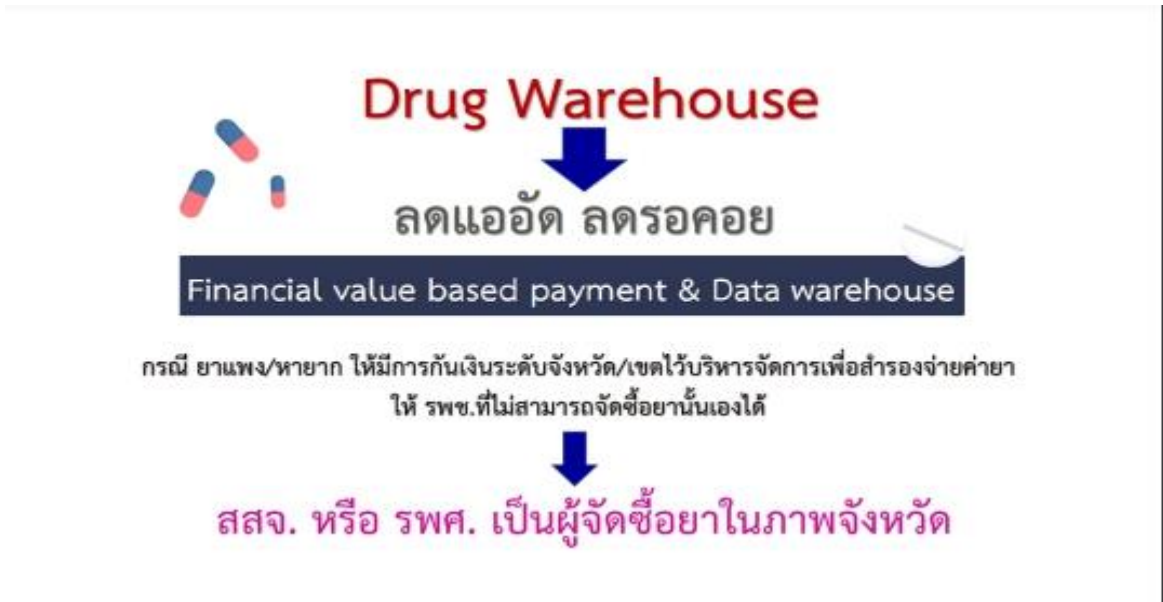 Drug Warehouse
ลดแออัด ลดรอคอย
Financial value based payment & Data warehouse
กรณี ยาแพง/หายาก ให้มีการกันเงินระดับจังหวัด/เขตไว้บริหารจัดการเพื่อสำรองจ่ายค่ายา
ให้ รพช.ที่ไม่สามารถจัดซื้อยานั้นเองได้
สสจ. หรือ รพศ. เป็นผู้จัดซื้อยาในภาพจังหวัด